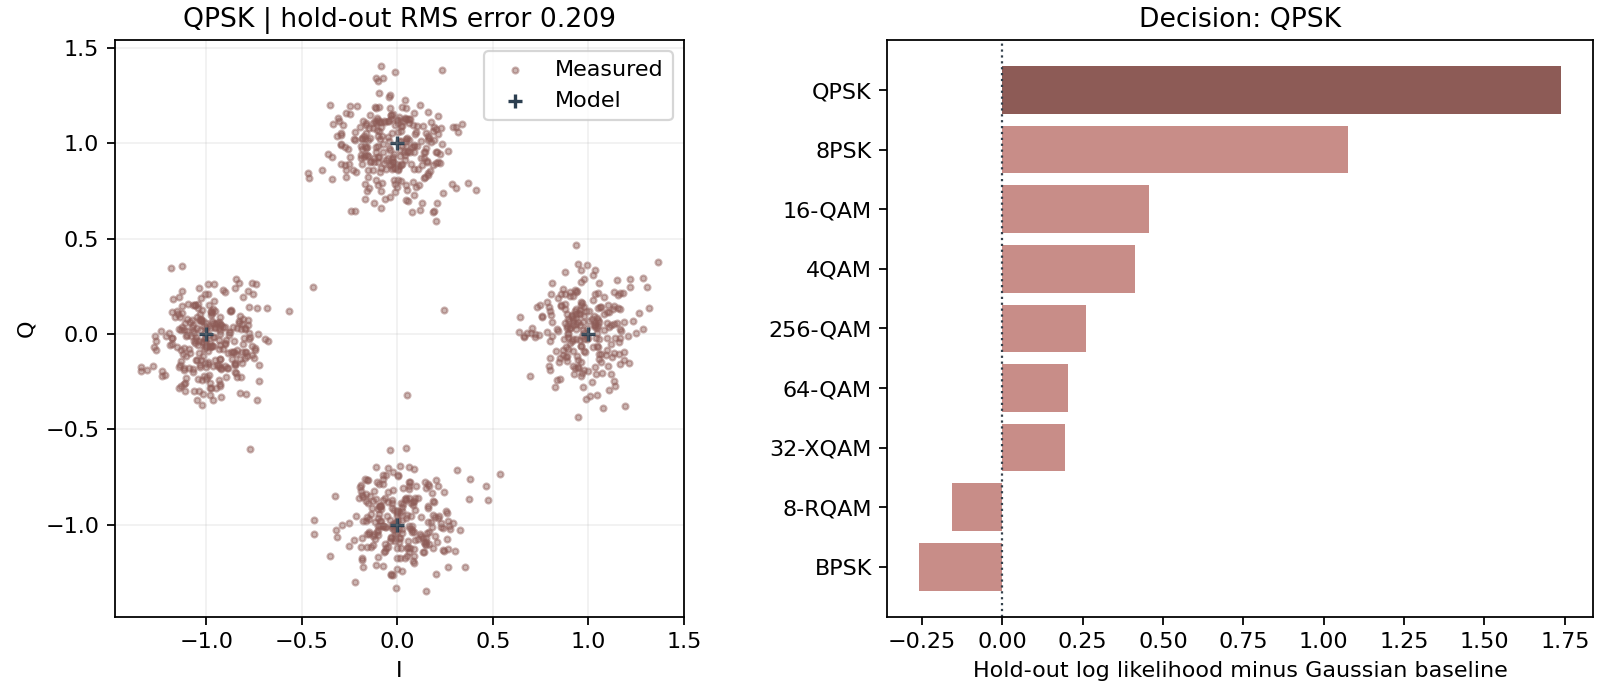 QPSK | hold-out RMS error 0.209
1.5
1.0
0.5
0.0
−0.5
−1.0
Q
Measured
Model
−1.0
−0.5
0.0
0.5
1.0
1.5
I
Decision: QPSK
QPSK
8PSK
16-QAM
4QAM
256-QAM
64-QAM
32-XQAM
8-RQAM
BPSK
−0.25
0.00
0.25
0.50
0.75
1.00
1.25
1.50
1.75
Hold-out log likelihood minus Gaussian baseline